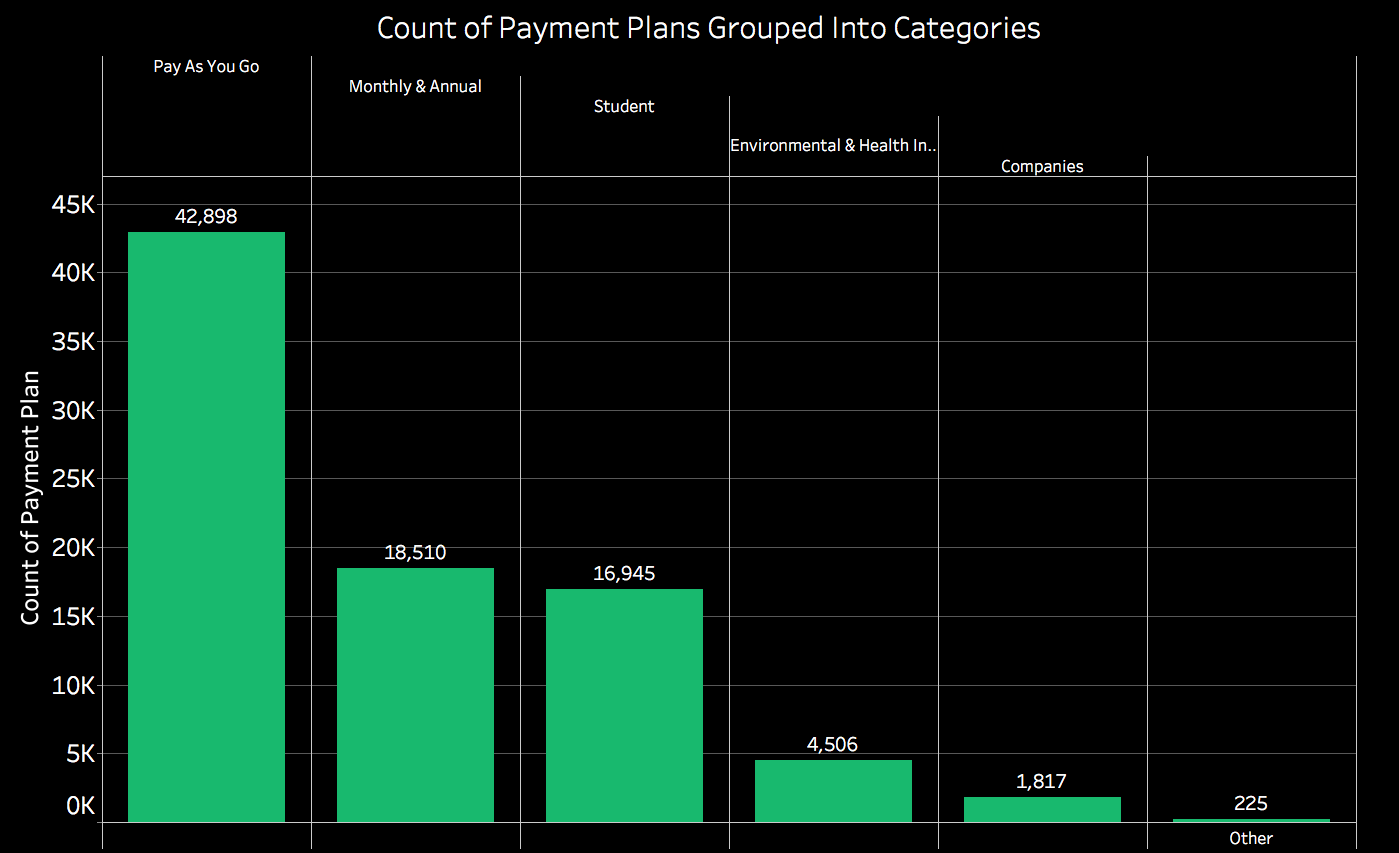 Count of Payment Plans Grouped Into Categories
Pay As You Go
Monthly & Annual
Student
Environmental & Health In..
Companies
Count of Payment Plan
45K
40K
35K
30K
25K
20K
15K
10K
5K
0K
42,898
18,510
16,945
4,506
1,817
225
Other